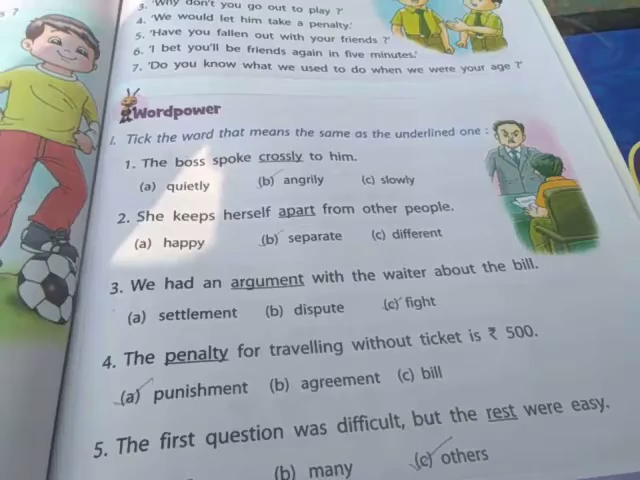 s ?
3. 'Why don't you go out to play ?'
4. 'We would let him take a penalty.'
5. 'Have you fallen out with your friends ?'
6. 'I bet you'll be friends again in five minutes.'
7. 'Do you know what we used to do when we were your age ?'
Wordpower
I. Tick the word that means the same as the underlined one :
1. The boss spoke crossly to him.
(a) quietly (b) angrily (c) slowly
2. She keeps herself apart from other people.
(a) happy (b) separate (c) different
3. We had an argument with the waiter about the bill.
(a) settlement (b) dispute (c) fight
4. The penalty for travelling without ticket is ₹ 500.
(a) punishment (b) agreement (c) bill
5. The first question was difficult, but the rest were easy.
(b) many (c) others